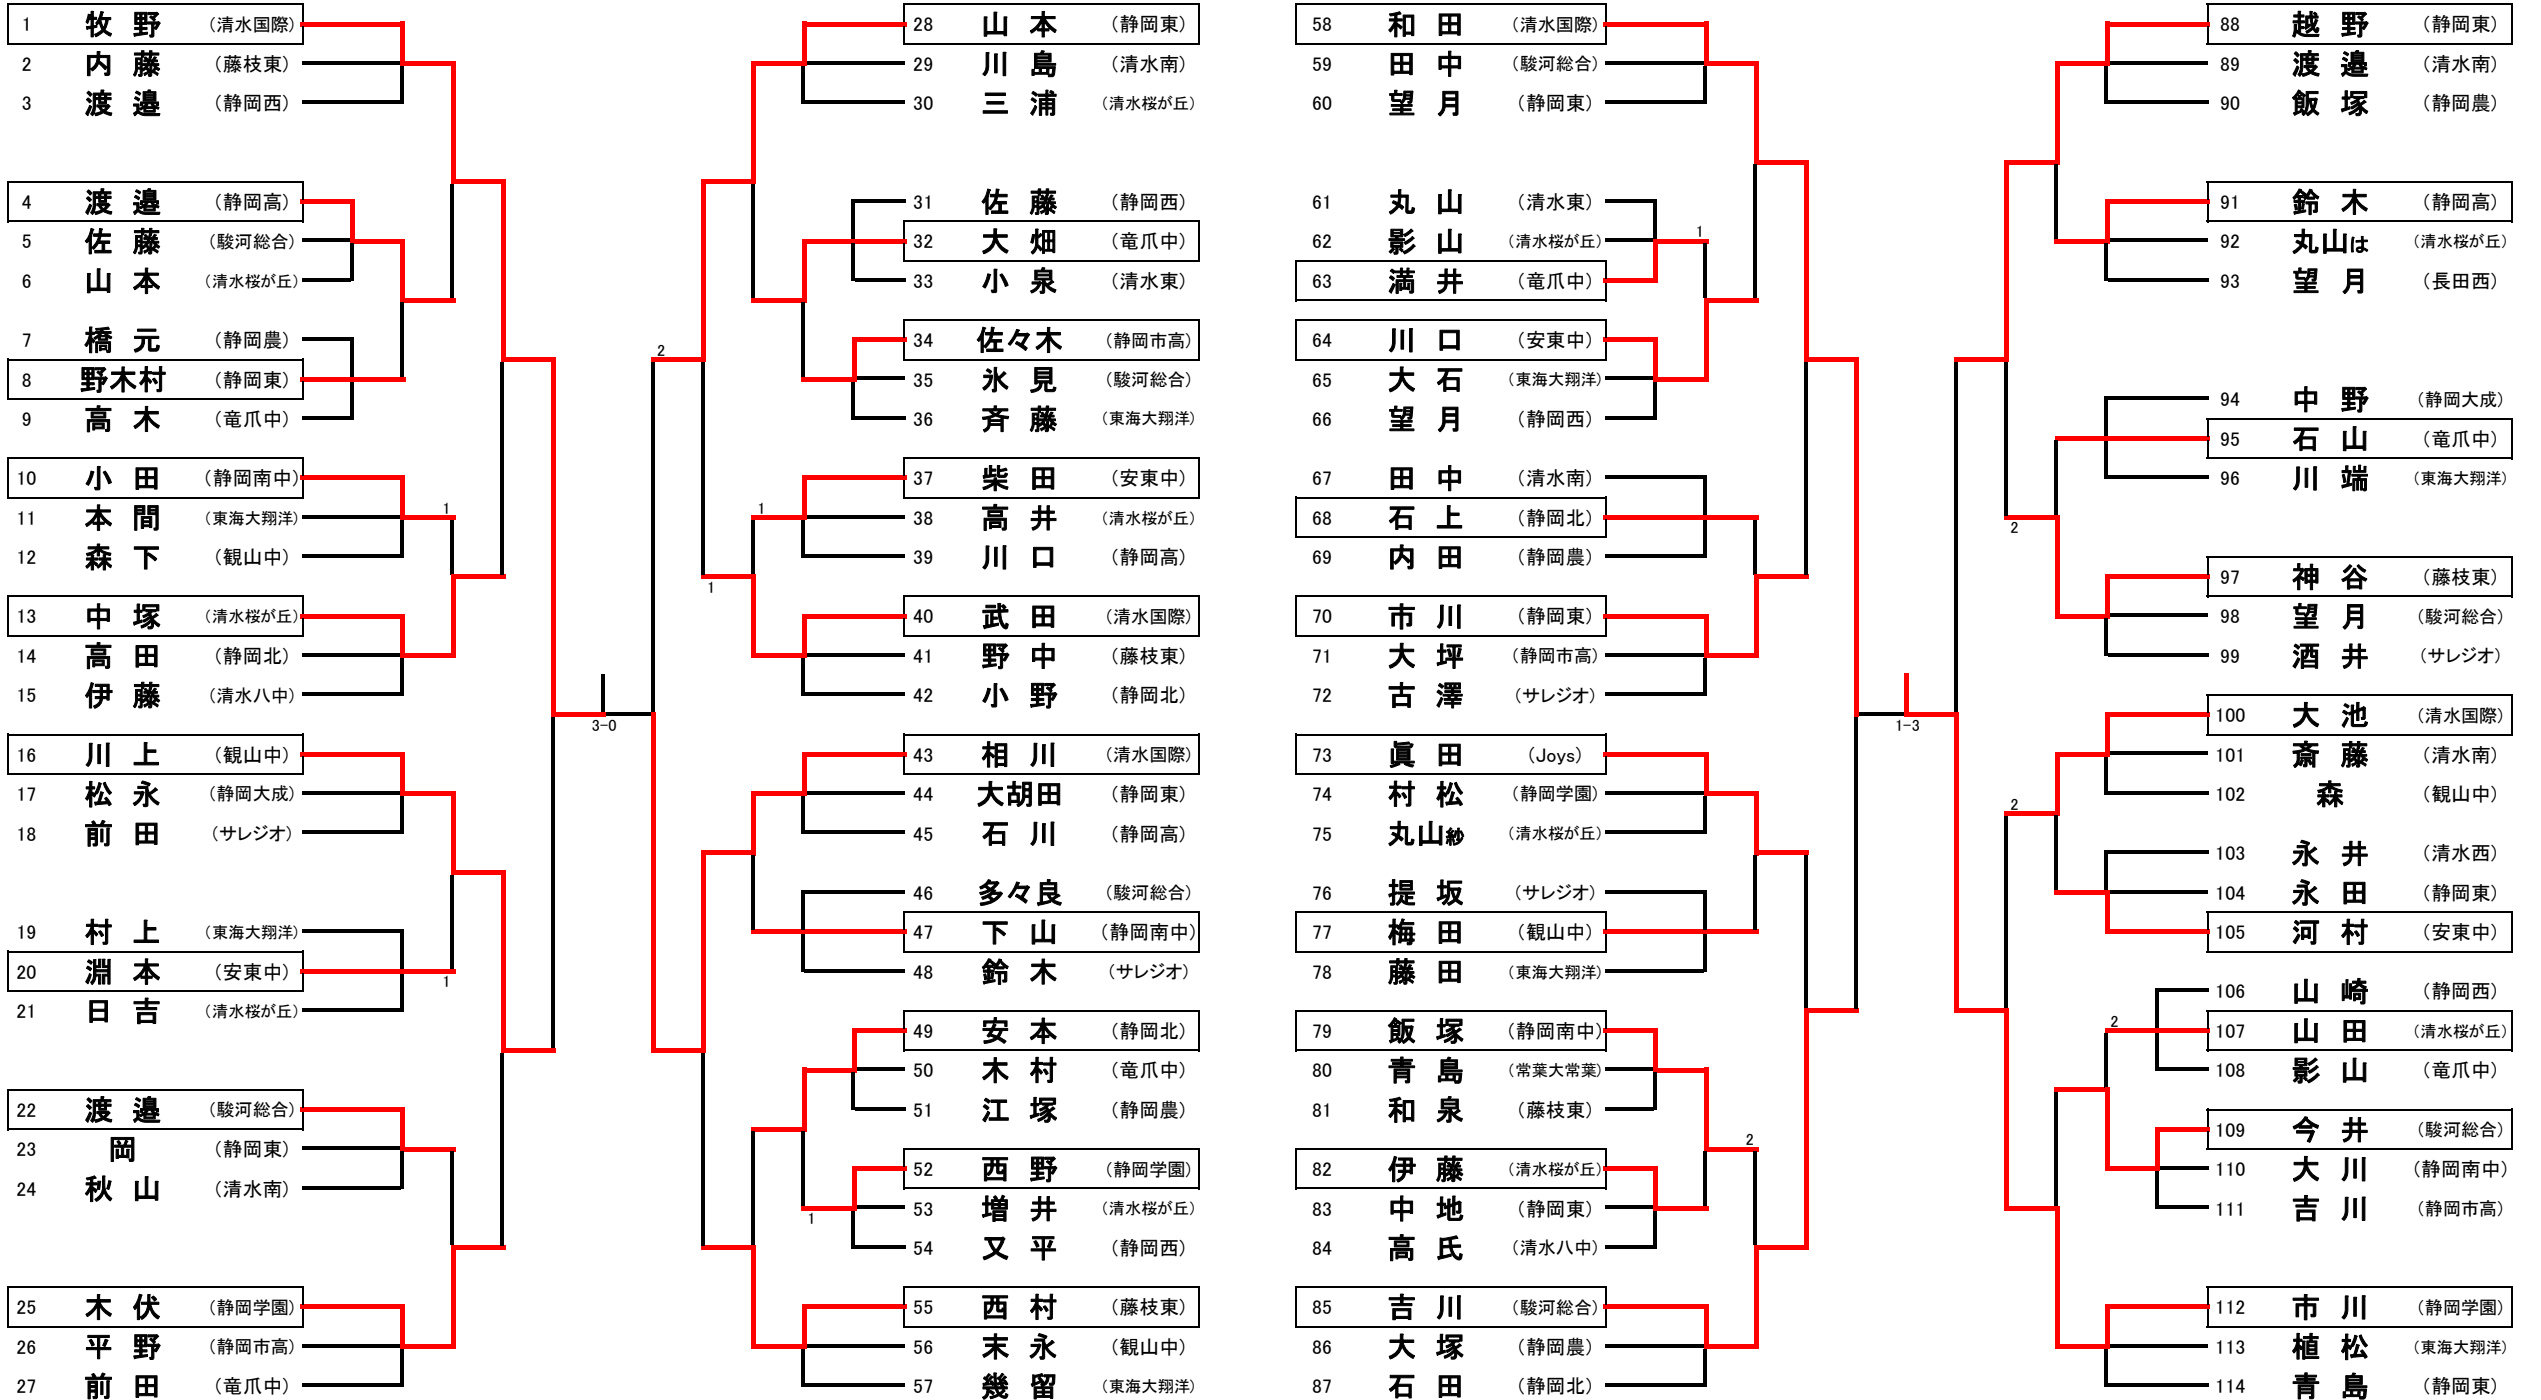 1 牧野 (清水国際)
2 内藤 (藤枝東)
3 渡邉 (静岡西)
4 渡邉 (静岡高)
5 佐藤 (駿河総合)
6 山本 (清水桜が丘)
7 橋元 (静岡農)
8 野木村 (静岡東)
9 高木 (竜爪中)
10 小田 (静岡南中)
11 本間 (東海大翔洋)
1
12 森下 (観山中)
13 中塚 (清水桜が丘)
14 高田 (静岡北)
15 伊藤 (清水八中)
16 川上 (観山中)
17 松永 (静岡大成)
18 前田 (サレジオ)
19 村上 (東海大翔洋)
20 淵本 (安東中)
1
21 日吉 (清水桜が丘)
22 渡邉 (駿河総合)
23 岡 (静岡東)
24 秋山 (清水南)
25 木伏 (静岡学園)
26 平野 (静岡市高)
27 前田 (竜爪中)
3-0
28 山本 (静岡東)
29 川島 (清水南)
30 三浦 (清水桜が丘)
31 佐藤 (静岡西)
32 大畑 (竜爪中)
33 小泉 (清水東)
2
34 佐々木 (静岡市高)
35 氷見 (駿河総合)
36 斉藤 (東海大翔洋)
37 柴田 (安東中)
1
38 高井 (清水桜が丘)
39 川口 (静岡高)
1
40 武田 (清水国際)
41 野中 (藤枝東)
42 小野 (静岡北)
43 相川 (清水国際)
44 大胡田 (静岡東)
45 石川 (静岡高)
46 多々良 (駿河総合)
47 下山 (静岡南中)
48 鈴木 (サレジオ)
49 安本 (静岡北)
50 木村 (竜爪中)
51 江塚 (静岡農)
52 西野 (静岡学園)
53 増井 (清水桜が丘)
1
54 又平 (静岡西)
55 西村 (藤枝東)
56 末永 (観山中)
57 幾留 (東海大翔洋)
58 和田 (清水国際)
59 田中 (駿河総合)
60 望月 (静岡東)
61 丸山 (清水東)
62 影山 (清水桜が丘)
1
63 満井 (竜爪中)
64 川口 (安東中)
65 大石 (東海大翔洋)
66 望月 (静岡西)
67 田中 (清水南)
68 石上 (静岡北)
69 内田 (静岡農)
70 市川 (静岡東)
71 大坪 (静岡市高)
72 古澤 (サレジオ)
73 眞田 (Joys)
74 村松 (静岡学園)
75 丸山紗 (清水桜が丘)
76 提坂 (サレジオ)
77 梅田 (観山中)
78 藤田 (東海大翔洋)
79 飯塚 (静岡南中)
80 青島 (常葉大常葉)
81 和泉 (藤枝東)
2
82 伊藤 (清水桜が丘)
83 中地 (静岡東)
84 高氏 (清水八中)
85 吉川 (駿河総合)
86 大塚 (静岡農)
87 石田 (静岡北)
1-3
88 越野 (静岡東)
89 渡邉 (清水南)
90 飯塚 (静岡農)
91 鈴木 (静岡高)
92 丸山は (清水桜が丘)
93 望月 (長田西)
94 中野 (静岡大成)
95 石山 (竜爪中)
96 川端 (東海大翔洋)
2
97 神谷 (藤枝東)
98 望月 (駿河総合)
99 酒井 (サレジオ)
100 大池 (清水国際)
101 斎藤 (清水南)
102 森 (観山中)
2
103 永井 (清水西)
104 永田 (静岡東)
105 河村 (安東中)
106 山崎 (静岡西)
2
107 山田 (清水桜が丘)
108 影山 (竜爪中)
109 今井 (駿河総合)
110 大川 (静岡南中)
111 吉川 (静岡市高)
112 市川 (静岡学園)
113 植松 (東海大翔洋)
114 青島 (静岡東)